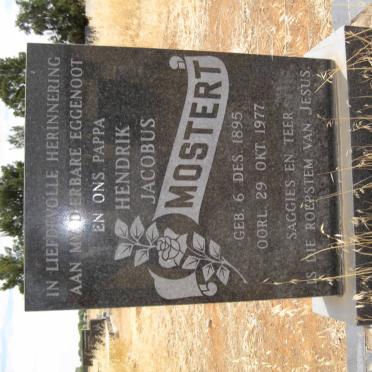 IN LIEFDEVOLLE HERINNERING
AAN MY DIERBARE EGGENOOT
EN ONS PAPPA
HENDRIK
JACOBUS
MOSTERT
GEB. 6 DES. 1895
OORL. 29 OKT. 1977
SAGGIES EN TEER
IS DIE ROEPSTEM VAN JESUS